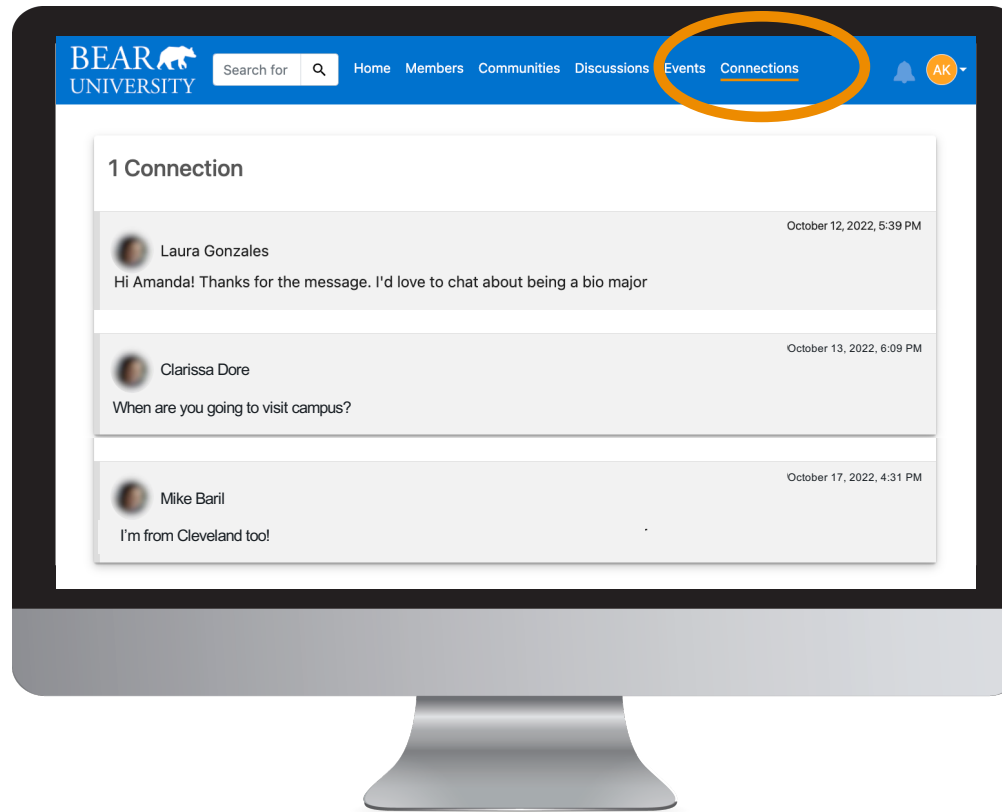 BEAR
UNIVERSITY
Search for
Home Members Communities Discussions Events Connections
AK
1 Connection
October 12, 2022, 5:39 PM
Laura Gonzales
Hi Amanda! Thanks for the message. I'd love to chat about being a bio major
October 13, 2022, 6:09 PM
Clarissa Dore
When are you going to visit campus?
October 17, 2022, 4:31 PM
Mike Baril
I’m from Cleveland too!